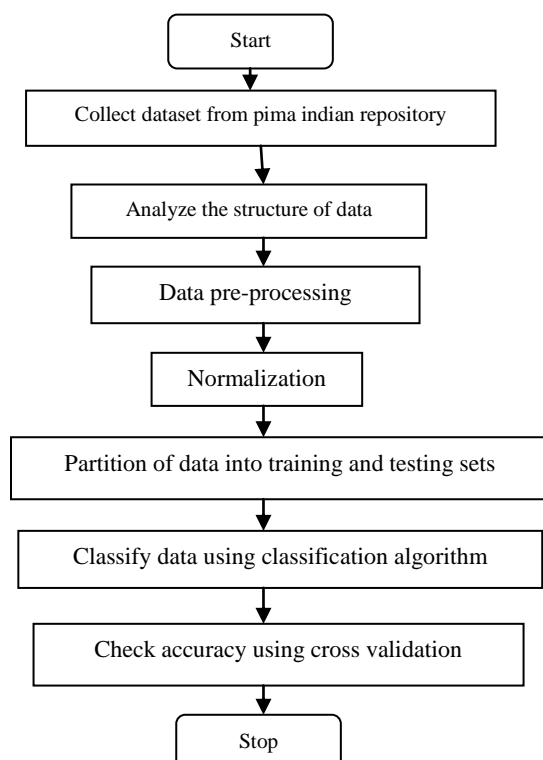 Start
Collect dataset from pima indian repository
Analyze the structure of data
Data pre-processing
Normalization
Partition of data into training and testing sets
Classify data using classification algorithm
Check accuracy using cross validation
Stop